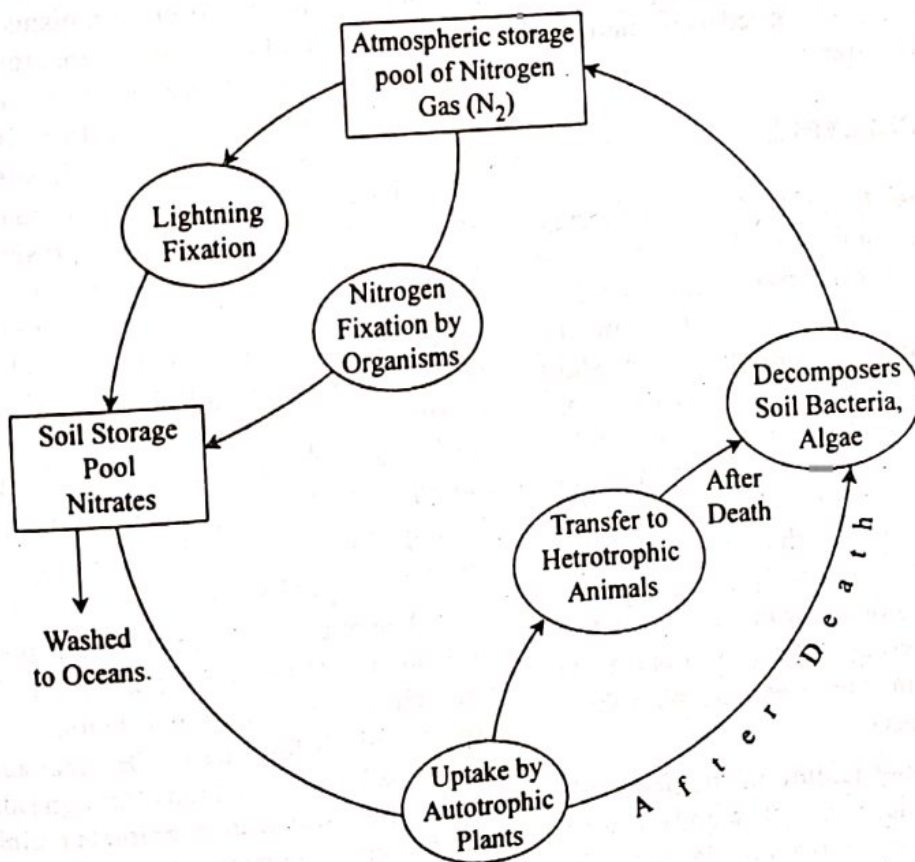 Atmospheric storage
pool of Nitrogen
Gas (N₂)
Lightning
Fixation
Nitrogen
Fixation by
Organisms
Decomposers
Soil Bacteria,
Algae
Soil Storage
Pool
Nitrates
After
Death
Transfer to
Hetrotrophic
Animals
Washed
to Oceans.
Uptake by
Autotrophic
Plants
After Death